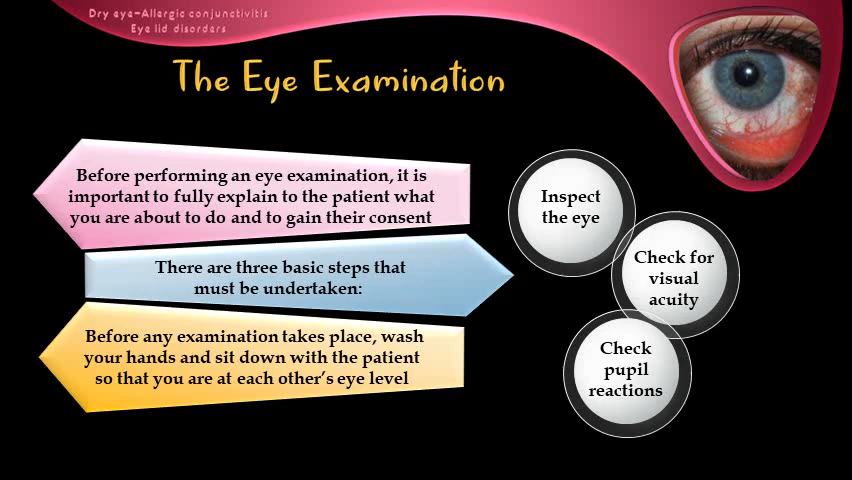 Dry eye-Allergic conjunctivitis
Eye lid disorders
The Eye Examination
Before performing an eye examination, it is
important to fully explain to the patient what
you are about to do and to gain their consent
There are three basic steps that
must be undertaken:
Before any examination takes place, wash
your hands and sit down with the patient
so that you are at each other’s eye level
Inspect
the eye
Check for
visual
acuity
Check
pupil
reactions